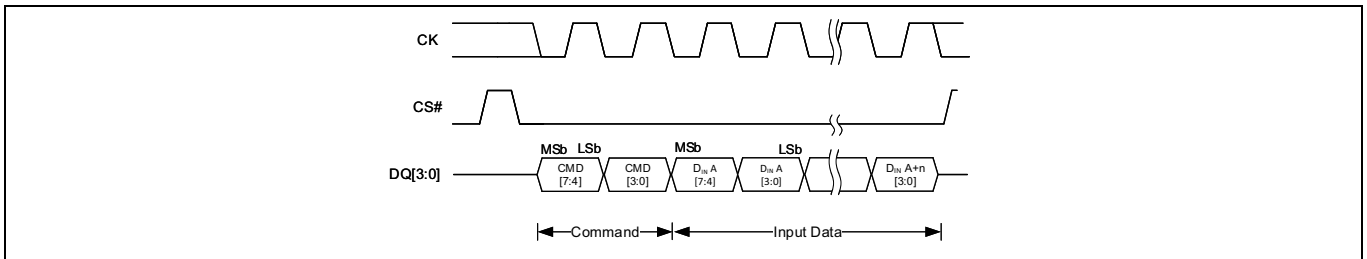 CK
CS#
MSb LSb MSb LSb
DQ[3:0] CMD [7:4] CMD [3:0] DIN A [7:4] DIN A [3:0] DIN A+n [3:0]
Command Input Data